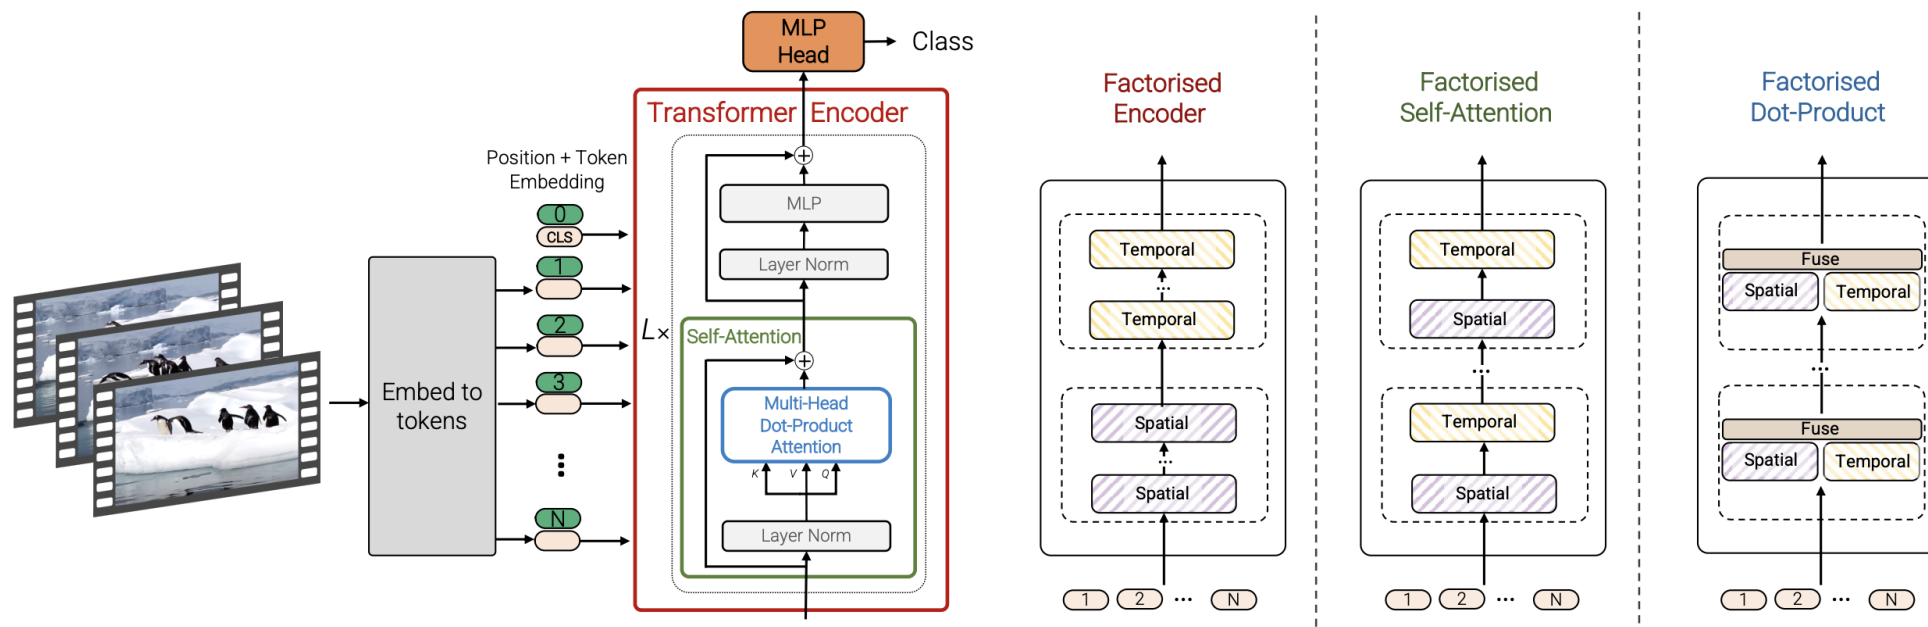 MLP
Head
Class
Transformer Encoder
Position + Token
Embedding
0
CLS
1
2
3
N
Embed to
tokens
L×
MLP
Layer Norm
Self-Attention
Multi-Head
Dot-Product
Attention
K V Q
Layer Norm
Factorised
Encoder
Temporal
...
Temporal
Spatial
...
Spatial
1 2 ... N
Factorised
Self-Attention
Temporal
Spatial
...
Temporal
Spatial
1 2 ... N
Factorised
Dot-Product
Fuse
Spatial Temporal
...
Fuse
Spatial Temporal
1 2 ... N